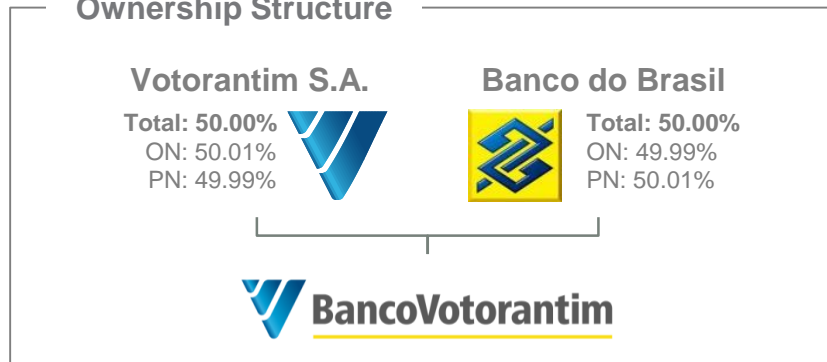 Ownership Structure
Votorantim S.A.
Total: 50.00%
ON: 50.01%
PN: 49.99%
Banco do Brasil
Total: 50.00%
ON: 49.99%
PN: 50.01%
BancoVotorantim